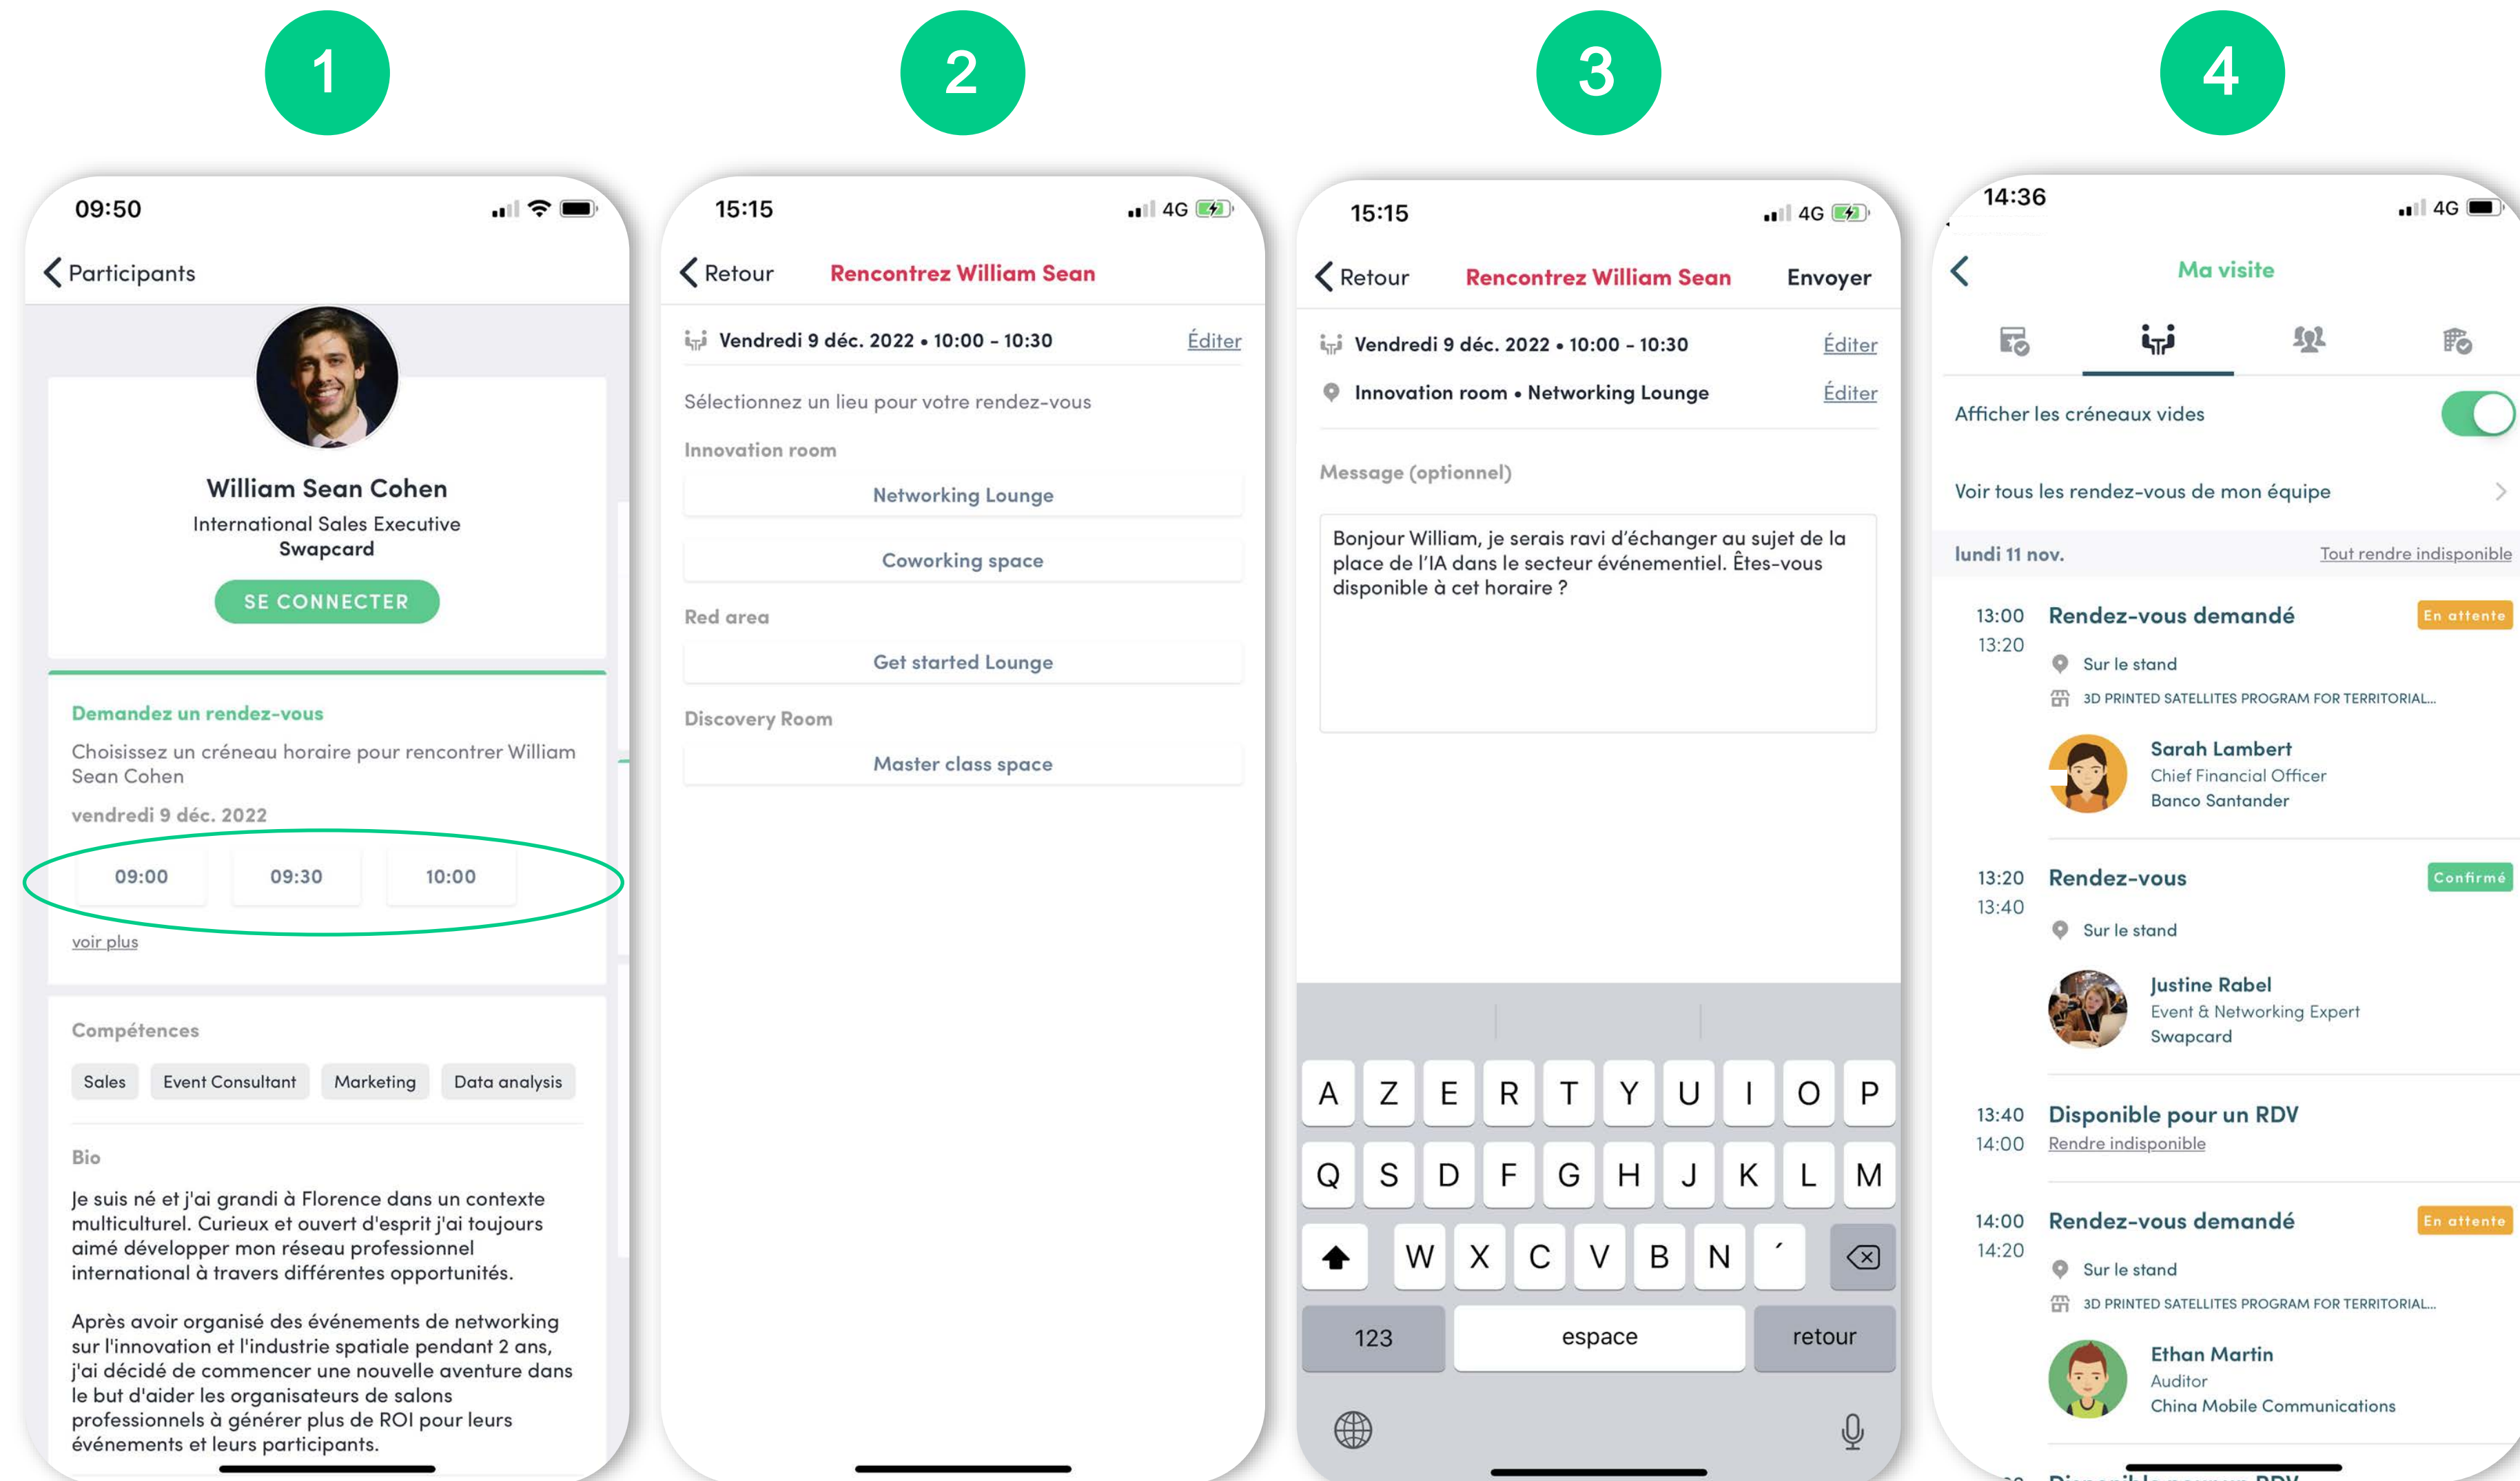 1
2
3
4
09:50
Participants
William Sean Cohen
International Sales Executive
Swapcard
SE CONNECTER
Demandez un rendez-vous
Choisissez un créneau horaire pour rencontrer William
Sean Cohen
vendredi 9 déc. 2022
09:00 09:30 10:00
voir plus
Compétences
Sales Event Consultant Marketing Data analysis
Bio
Je suis né et j'ai grandi à Florence dans un contexte
multiculturel. Curieux et ouvert d'esprit j'ai toujours
aimé développer mon réseau professionnel
international à travers différentes opportunités.
Après avoir organisé des événements de networking
sur l'innovation et l'industrie spatiale pendant 2 ans,
j'ai décidé de commencer une nouvelle aventure dans
le but d'aider les organisateurs de salons
professionnels à générer plus de ROI pour leurs
événements et leurs participants.
15:15 4G
Retour Rencontrez William Sean
Vendredi 9 déc. 2022 • 10:00 - 10:30 Éditer
Sélectionnez un lieu pour votre rendez-vous
Innovation room
Networking Lounge
Coworking space
Red area
Get started Lounge
Discovery Room
Master class space
15:15 4G
Retour Rencontrez William Sean Envoyer
Vendredi 9 déc. 2022 • 10:00 - 10:30 Éditer
Innovation room • Networking Lounge Éditer
Message (optionnel)
Bonjour William, je serais ravi d'échanger au sujet de la
place de l'IA dans le secteur événementiel. Êtes-vous
disponible à cet horaire ?
A Z E R T Y U I O P
Q S D F G H J K L M
W X C V B N ´
123 espace retour
14:36 4G
Ma visite
Afficher les créneaux vides
Voir tous les rendez-vous de mon équipe
lundi 11 nov. Tout rendre indisponible
13:00 Rendez-vous demandé En attente
13:20
Sur le stand
3D PRINTED SATELLITES PROGRAM FOR TERRITORIAL...
Sarah Lambert
Chief Financial Officer
Banco Santander
13:20 Rendez-vous Confirmé
13:40
Sur le stand
Justine Rabel
Event & Networking Expert
Swapcard
13:40 Disponible pour un RDV
14:00 Rendre indisponible
14:00 Rendez-vous demandé En attente
14:20
Sur le stand
3D PRINTED SATELLITES PROGRAM FOR TERRITORIAL...
Ethan Martin
Auditor
China Mobile Communications